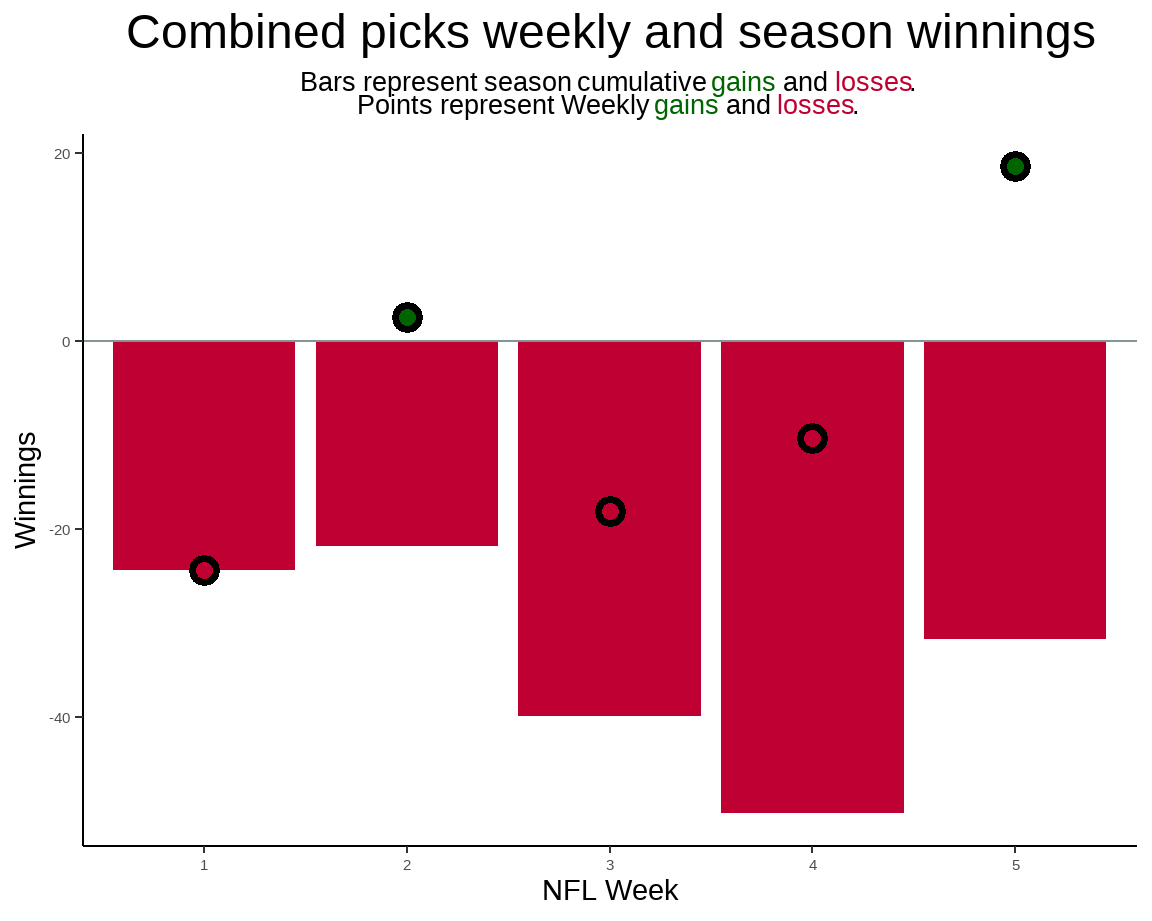 Combined picks weekly and season winnings
Bars represent season cumulative gains and losses.
Points represent Weekly gains and losses.
Winnings
20
0
-20
-40
1 2 3 4 5
NFL Week